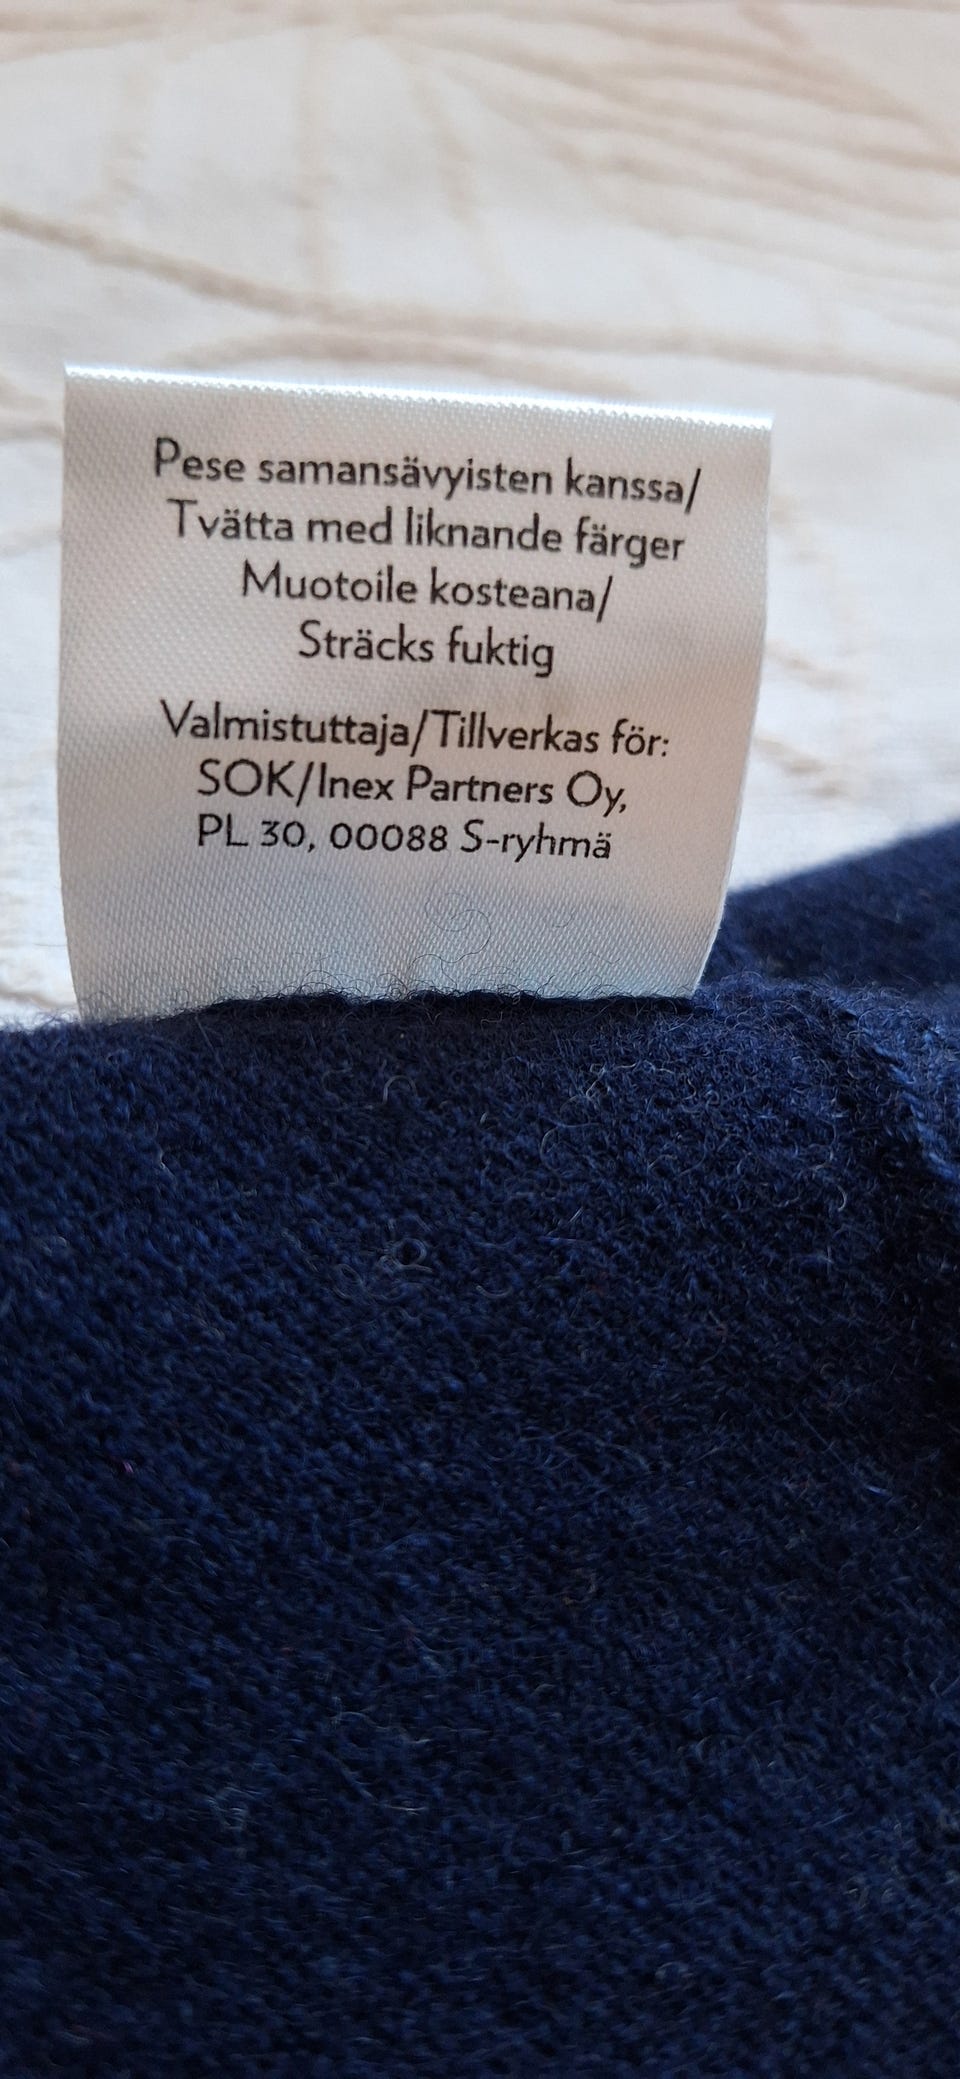 Pese samansävyisten kanssa/
Tvätta med liknande färger
Muotoile kosteana/
Sträcks fuktig
Valmistuttaja/Tillverkas för:
SOK/Inex Partners Oy,
PL 30, 00088 S-ryhmä